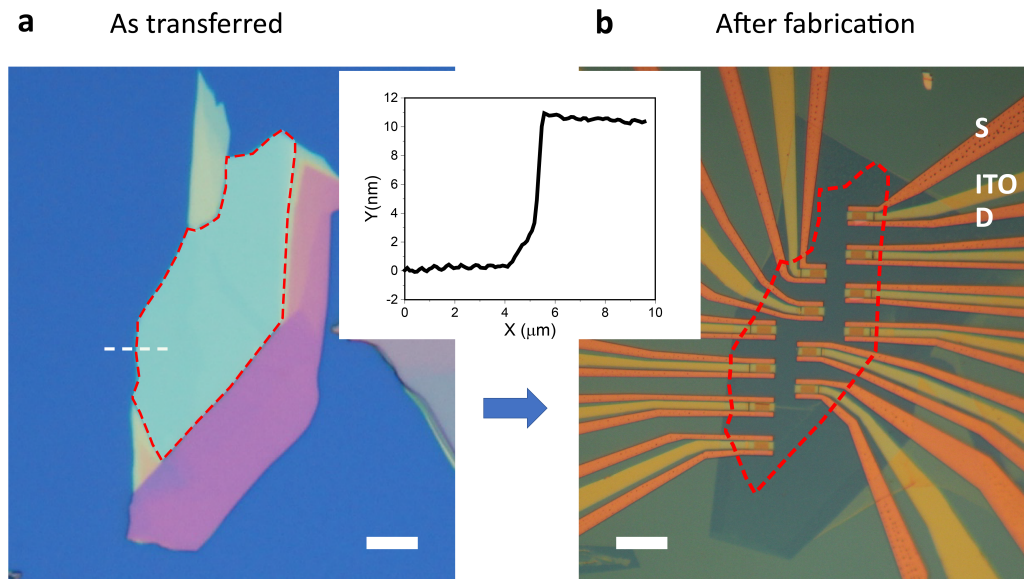 a As transferred
b After fabrication
12
10
8
6
4
2
0
-2
Y(nm)
0 2 4 6 8 10
X (μm)
S
ITO
D